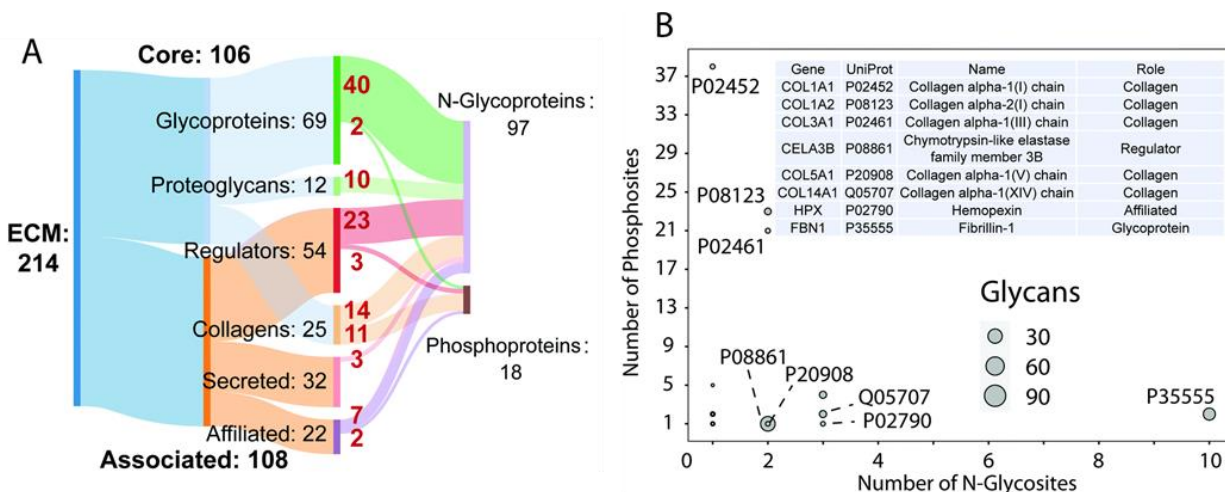 A
Core: 106
Glycoproteins: 69
40
2
N-Glycoproteins:
97
Proteoglycans: 12
10
ECM:
214
Regulators: 54
23
3
Collagens: 25
14
11
Phosphoproteins:
18
Secreted: 32
3
Affiliated: 22
7
2
Associated: 108
B
Number of Phosphosites
37
33
29
25
21
17
13
9
5
1
P02452
P08123
P02461
Gene UniProt Name Role
COL1A1 P02452 Collagen alpha-1(I) chain Collagen
COL1A2 P08123 Collagen alpha-2(I) chain Collagen
COL3A1 P02461 Collagen alpha-1(III) chain Collagen
CELA3B P08861 Chymotrypsin-like elastase family member 3B Regulator
COL5A1 P20908 Collagen alpha-1(V) chain Collagen
COL14A1 Q05707 Collagen alpha-1(XIV) chain Collagen
HPX P02790 Hemopexin Affiliated
FBN1 P35555 Fibrillin-1 Glycoprotein
Glycans
30
60
90
P08861
P20908
Q05707
P02790
P35555
0 2 4 6 8 10
Number of N-Glycosites